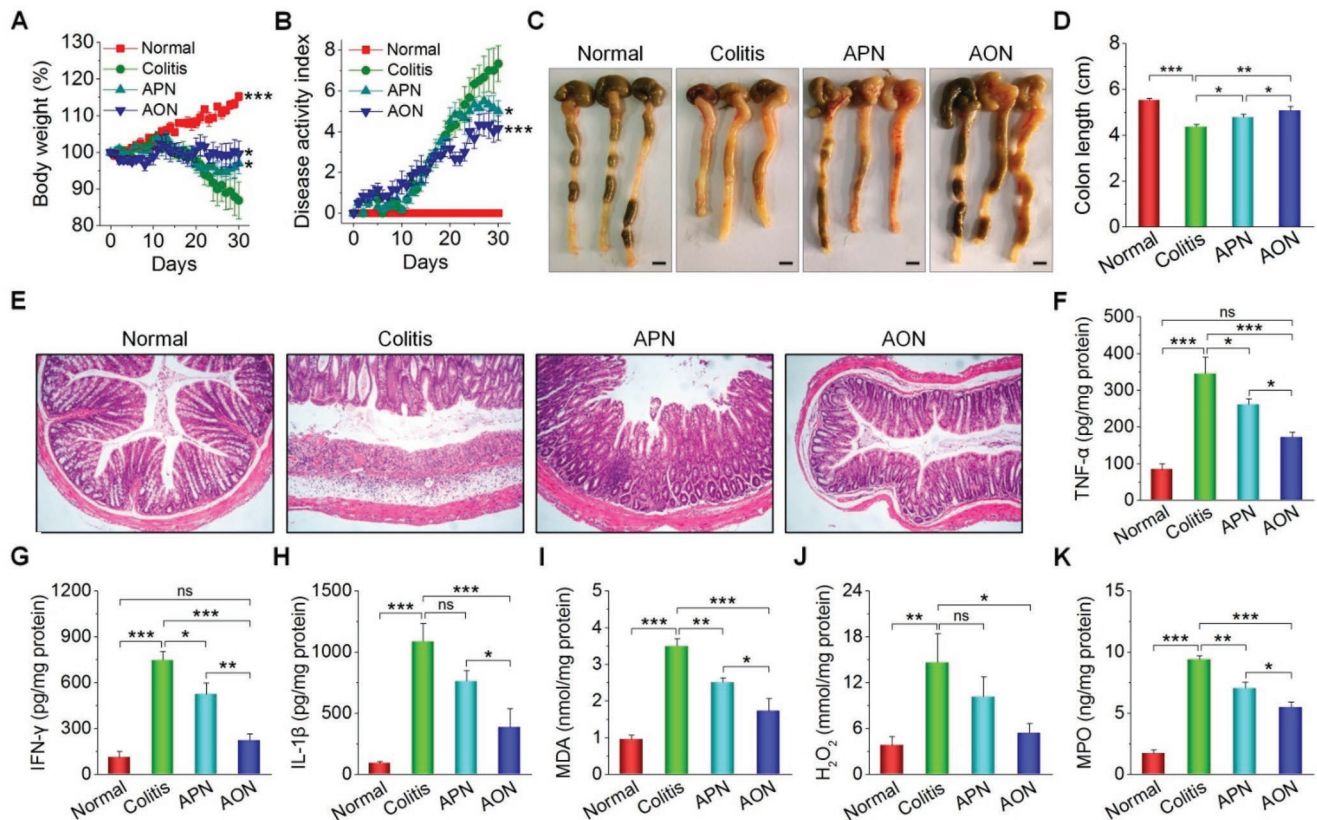 A
Body weight (%)
130
120
110
100
90
80
Normal
Colitis
APN
AON
***
*
*
0 10 20 30
Days
B
Disease activity index
8
6
4
2
0
Normal
Colitis
APN
AON
*
***
0 10 20 30
Days
C
Normal Colitis APN AON
D
Colon length (cm)
8
6
4
2
0
*** **
* *
Normal Colitis APN AON
E
Normal Colitis APN AON
F
TNF-α (pg/mg protein)
500
400
300
200
100
0
ns
***
*** *
*
Normal Colitis APN AON
G
IFN-γ (pg/mg protein)
1200
900
600
300
0
ns
***
*** *
**
Normal Colitis APN AON
H
IL-1β (pg/mg protein)
1500
1000
500
0
***
*** ns
*
Normal Colitis APN AON
I
MDA (nmol/mg protein)
5
4
3
2
1
0
***
*** **
*
Normal Colitis APN AON
J
H₂O₂ (mmol/mg protein)
24
18
12
6
0
*
** ns
Normal Colitis APN AON
K
MPO (ng/mg protein)
15
10
5
0
***
*** **
*
Normal Colitis APN AON